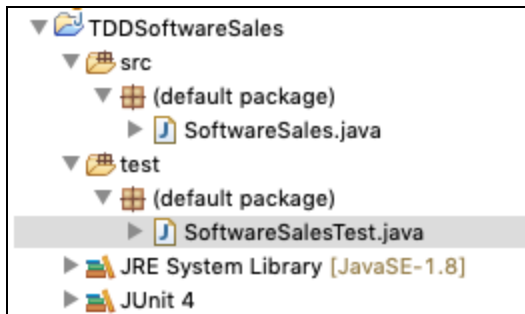 TDDSoftwareSales
src
(default package)
SoftwareSales.java
test
(default package)
SoftwareSalesTest.java
JRE System Library [JavaSE-1.8]
JUnit 4